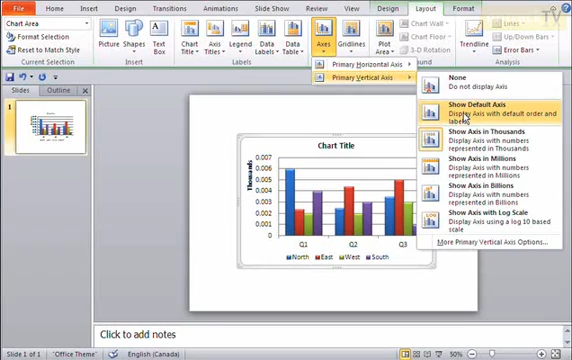 File
Home
Insert
Transitions
Animations
Slide Show
Review
View
Design
Layout
Format
TV
Chart Area
Format Selection
Reset to Match Style
Current Selection
Picture
Shapes
Text Box
Insert
Chart Title
Axis Titles
Legend
Data Labels
Data Table
Labels
Axes
Gridlines
Plot Area
Chart Wall
Chart Floor
3-D Rotation
Trendline
Lines
Up/Down Bars
Error Bars
Analysis
Primary Horizontal Axis
Primary Vertical Axis
None
Do not display Axis
Show Default Axis
Display Axis with default order and
labels
Show Axis in Thousands
Display Axis with numbers
represented in Thousands
Show Axis in Millions
Display Axis with numbers
represented in Millions
Show Axis in Billions
Display Axis with numbers
represented in Billions
Show Axis with Log Scale
Display Axis using a log 10 based
scale
More Primary Vertical Axis Options...
Slides
Outline
1
Chart Title
Thousands
0.007
0.006
0.005
0.004
0.003
0.002
0.001
0
Q1
Q2
Q3
North
East
West
South
Click to add notes
Slide 1 of 1
"Office Theme"
English (Canada)
50%